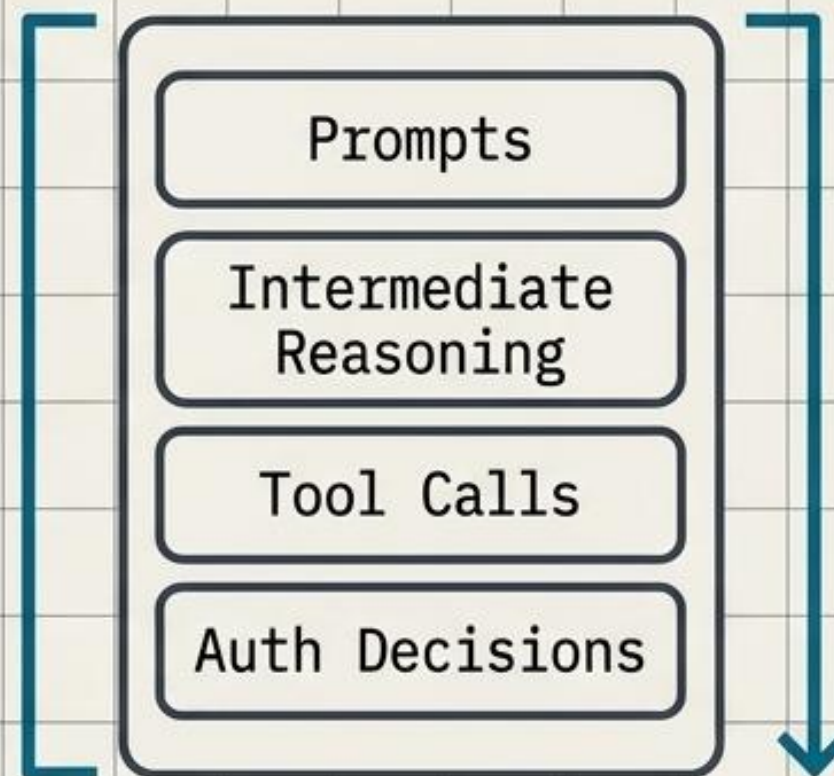 Prompts
Intermediate
Reasoning
Tool Calls
Auth Decisions